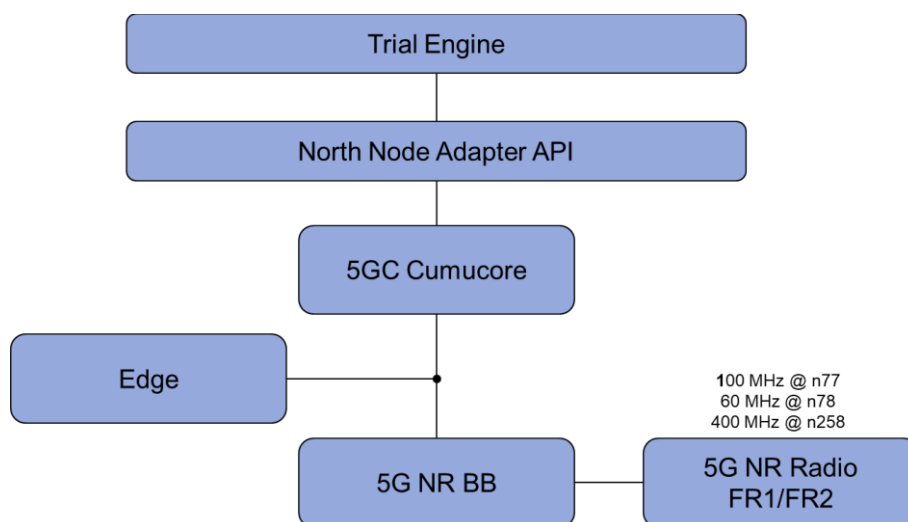 Trial Engine
North Node Adapter API
5GC Cumucore
Edge
100 MHz @ n77
60 MHz @ n78
400 MHz @ n258
5G NR BB
5G NR Radio
FR1/FR2